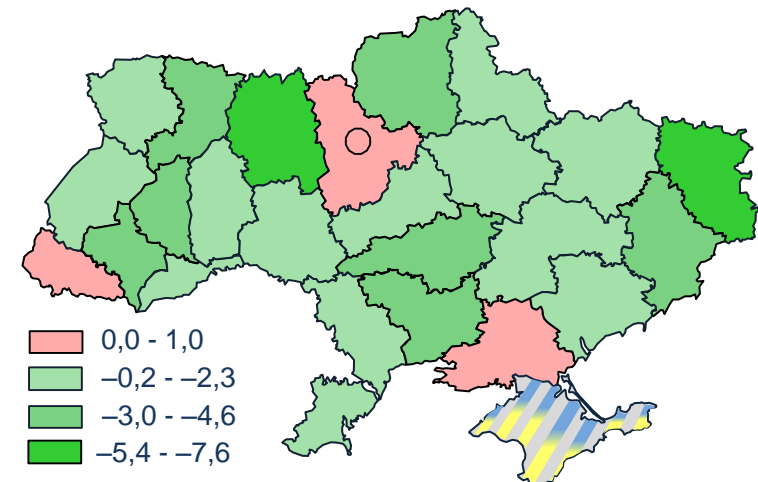 0,0 - 1,0
–0,2 - –2,3
–3,0 - –4,6
–5,4 - –7,6